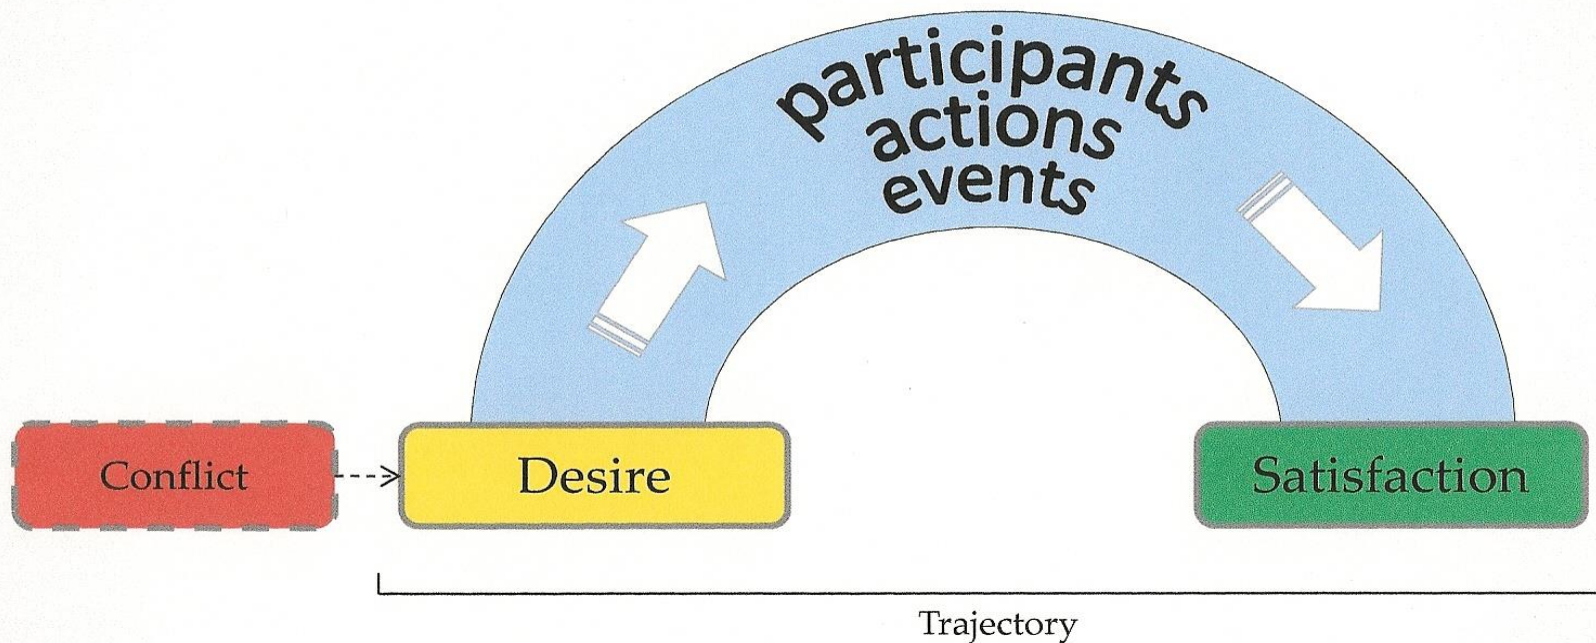 participants
actions
events
Conflict
Desire
Satisfaction
Trajectory